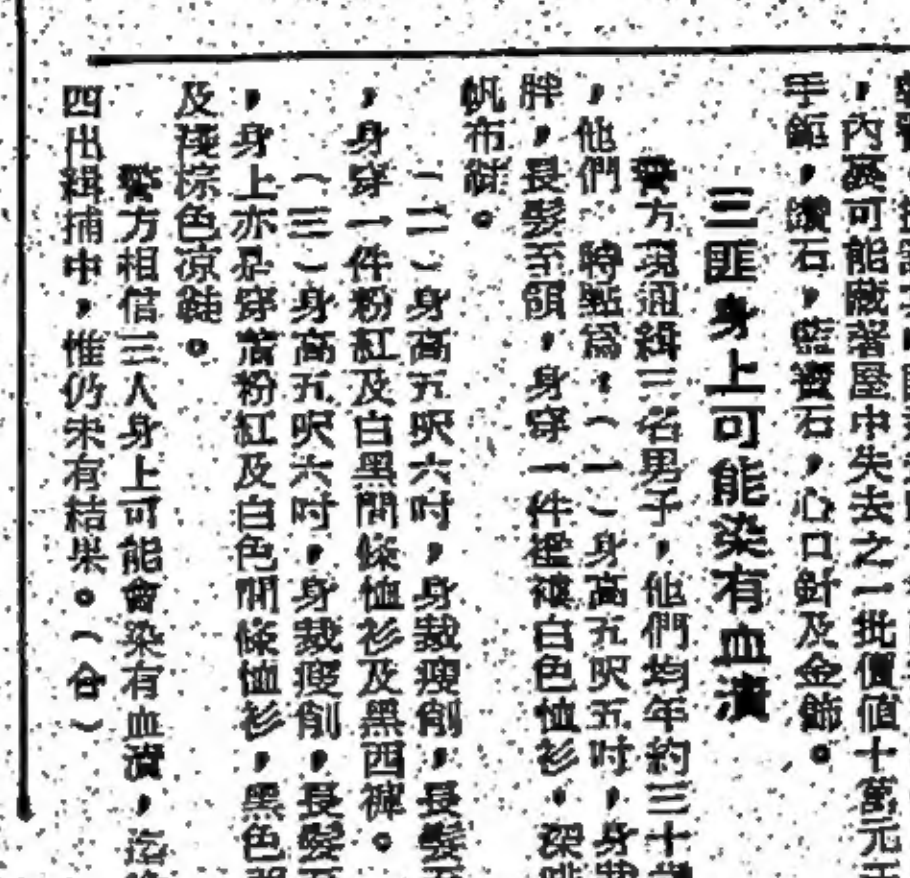 ，內裏可能藏著屋中失去之一批價值十萬元
手鈪，鑽石，藍寶石，心口針及金飾。
三匪身上可能染有血漬
警方現通緝三名男子，他們均年約三十
，他們特點為：（一）身高五呎五吋，身
胖，長髮至頸，身穿一件襤褸白色恤衫，深
帆布鞋。
（二）身高五呎六吋，身裁瘦削，長髮
，身穿一件粉紅及白黑間條恤衫及黑西褲。
（三）身高五呎六吋，身裁瘦削，長髮
，身上亦是穿著粉紅及白色間條恤衫，黑色
及殘棕色涼鞋。
警方相信三人身上可能會染有血漬，迄
四出緝捕中，惟仍未有結果。（合）